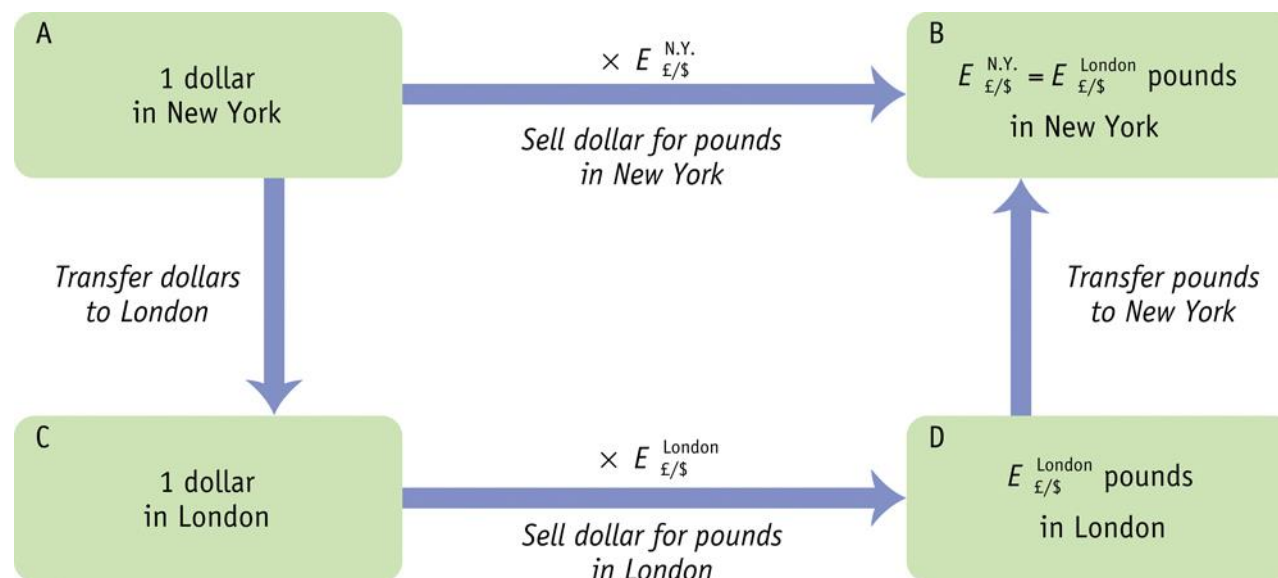 A
1 dollar
in New York
× E N.Y. £/$
Sell dollar for pounds
in New York
B
E N.Y. £/$ = E London £/$ pounds
in New York
Transfer dollars
to London
Transfer pounds
to New York
C
1 dollar
in London
× E London £/$
Sell dollar for pounds
in London
D
E London £/$ pounds
in London